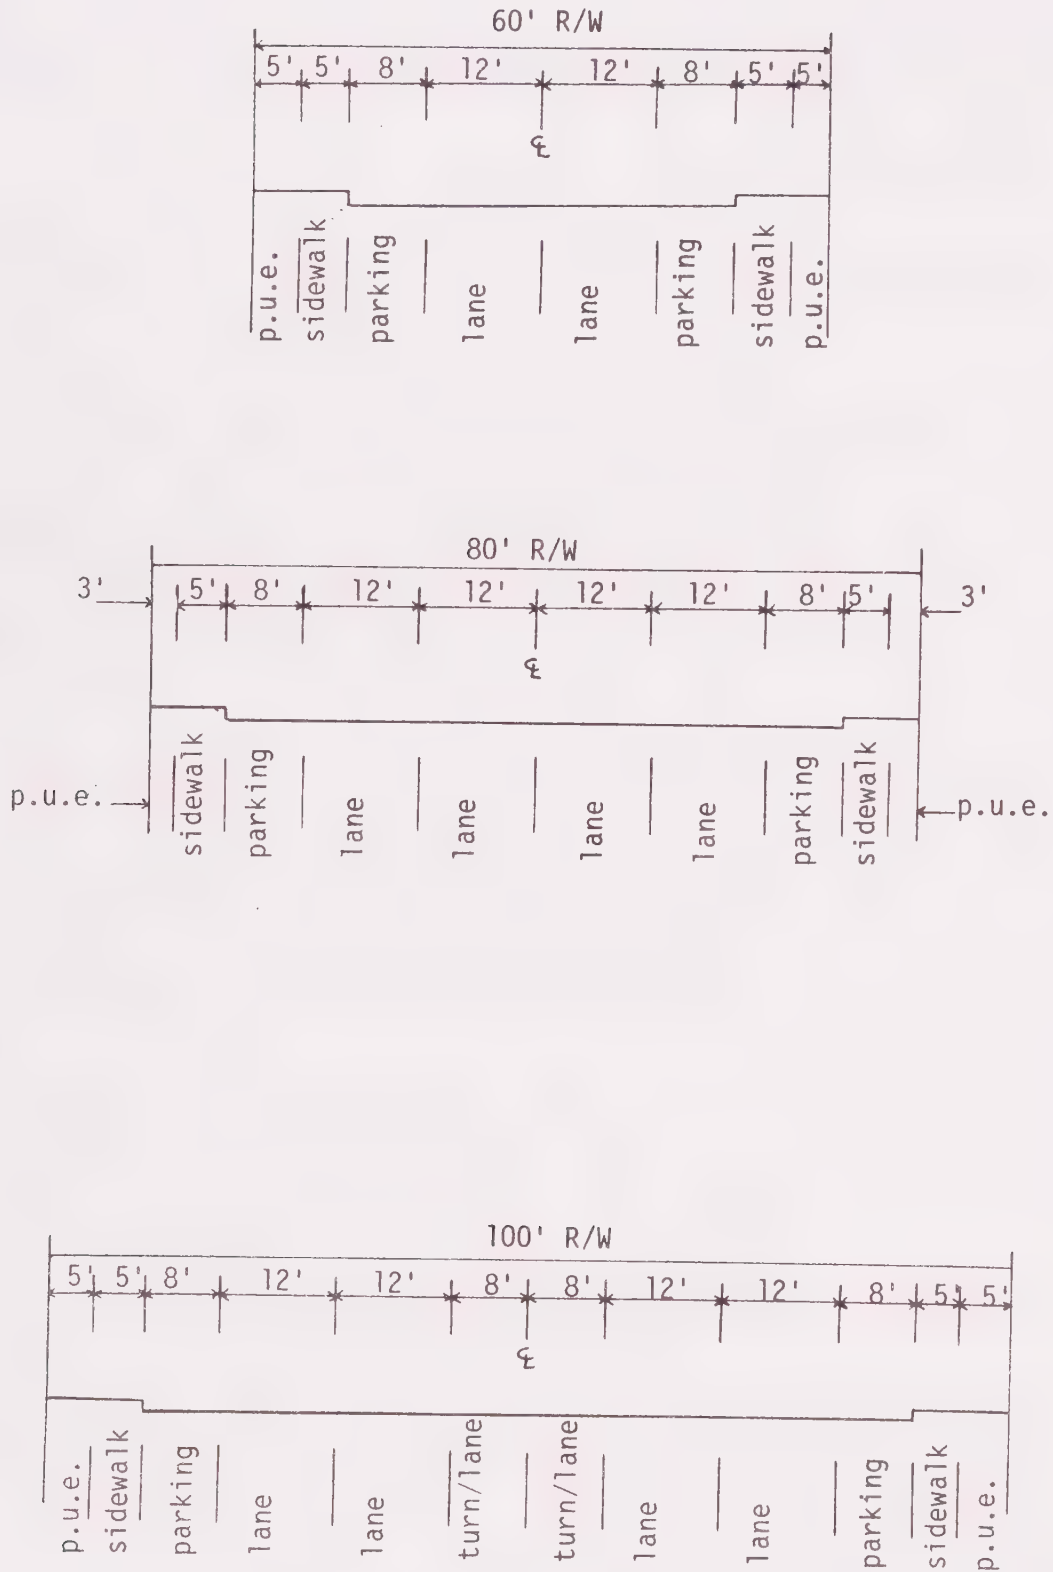 60' R/W
5' 5' 8' 12' 12' 8' 5' 5'
℄
p.u.e. sidewalk parking lane lane parking sidewalk p.u.e.
80' R/W
3' 5' 8' 12' 12' 12' 12' 8' 5' 3'
℄
p.u.e. sidewalk parking lane lane lane lane parking sidewalk p.u.e.
100' R/W
5' 5' 8' 12' 12' 8' 8' 12' 12' 8' 5' 5'
℄
p.u.e. sidewalk parking lane lane turn/lane turn/lane lane lane parking sidewalk p.u.e.